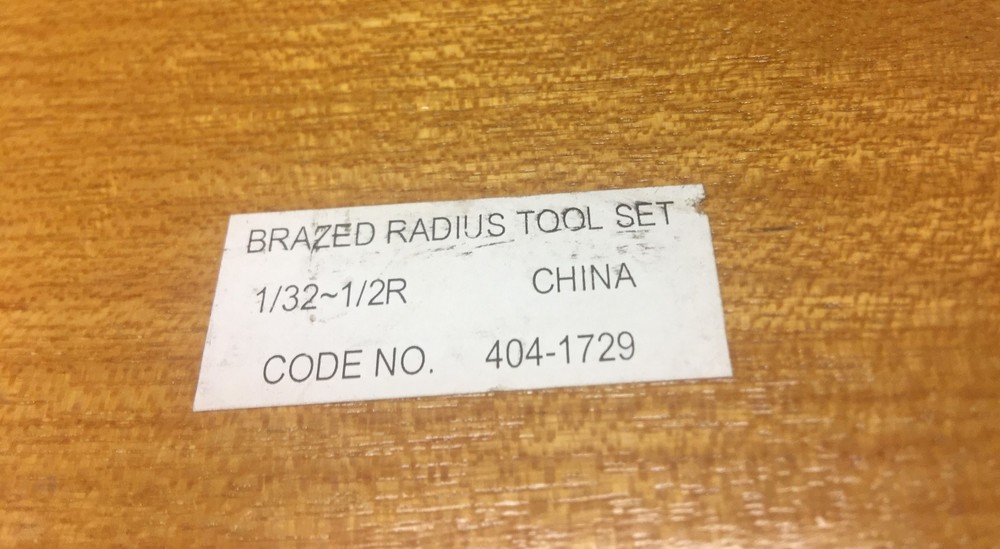 BRAZED RADIUS TOOL SET
1/32~1/2R CHINA
CODE NO. 404-1729